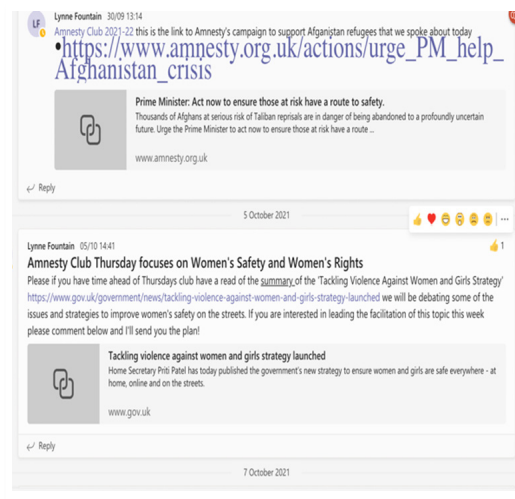 LF
Lynne Fountain 30/09 13:14
Amnesty Club 2021-22 this is the link to Amnesty's campaign to support Afganistan refugees that we spoke about today
•https://www.amnesty.org.uk/actions/urge_PM_help_
Afghanistan_crisis
Prime Minister: Act now to ensure those at risk have a route to safety.
Thousands of Afghans at serious risk of Taliban reprisals are in danger of being abandoned to a profoundly uncertain
future. Urge the Prime Minister to act now to ensure those at risk have a route ...
www.amnesty.org.uk
Reply
5 October 2021
Lynne Fountain 05/10 14:41
1
Amnesty Club Thursday focuses on Women's Safety and Women's Rights
Please if you have time ahead of Thursdays club have a read of the summary of the 'Tackling Violence Against Women and Girls Strategy'
https://www.gov.uk/government/news/tackling-violence-against-women-and-girls-strategy-launched we will be debating some of the
issues and strategies to improve women's safety on the streets. If you are interested in leading the facilitation of this topic this week
please comment below and I'll send you the plan!
Tackling violence against women and girls strategy launched
Home Secretary Priti Patel has today published the government's new strategy to ensure women and girls are safe everywhere - at
home, online and on the streets.
www.gov.uk
Reply
7 October 2021